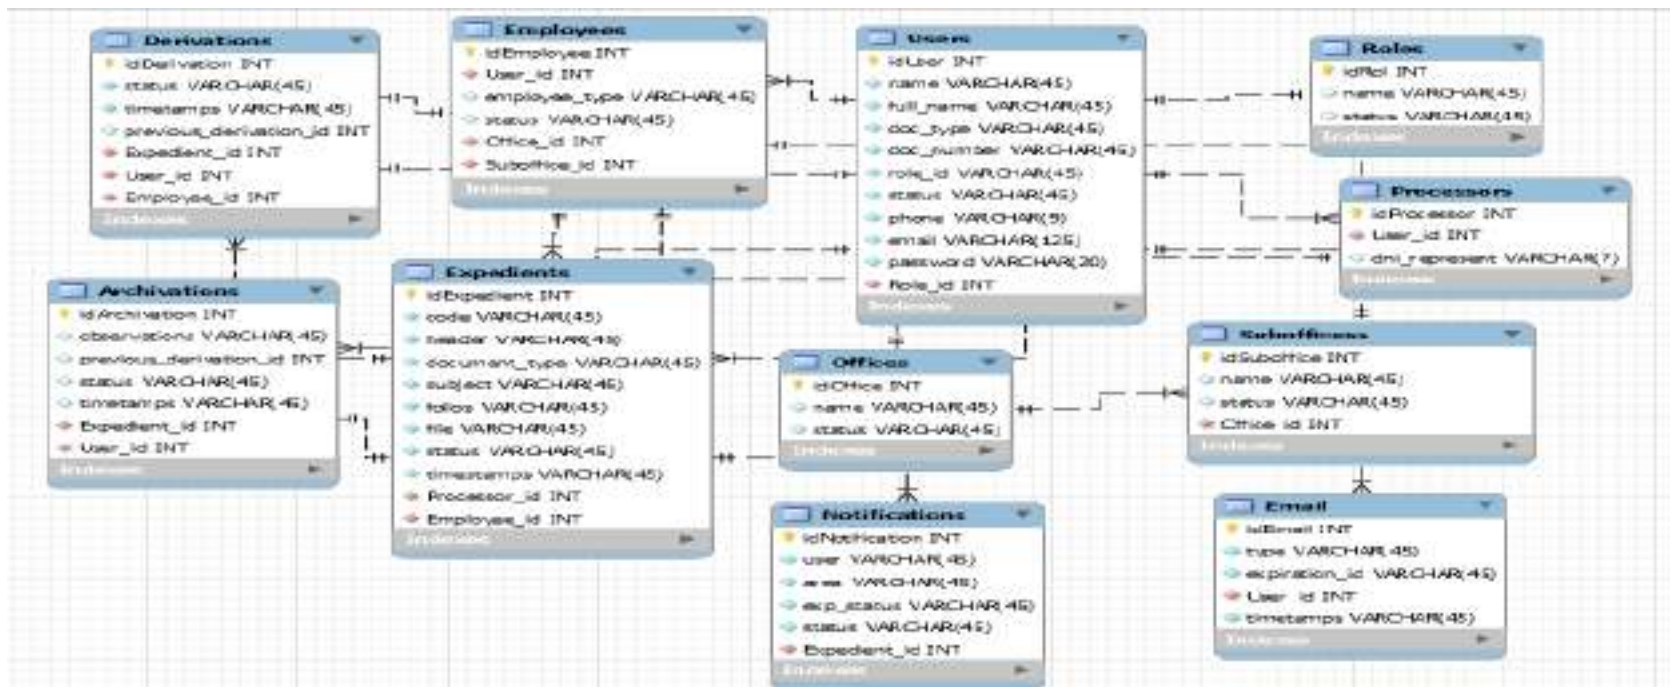 Derivations
idDerivation INT
status VARCHAR(45)
timestamps VARCHAR(45)
previous_derivation_id INT
Expedient_id INT
User_id INT
Employee_id INT
Indexes
Employees
idEmployee INT
User_id INT
employee_type VARCHAR(45)
status VARCHAR(45)
Office_id INT
Suboffice_id INT
Indexes
Users
idUser INT
name VARCHAR(45)
full_name VARCHAR(45)
doc_type VARCHAR(45)
doc_number VARCHAR(45)
role_id VARCHAR(45)
status VARCHAR(45)
phone VARCHAR(9)
email VARCHAR(125)
password VARCHAR(20)
Role_id INT
Indexes
Roles
idRol INT
name VARCHAR(45)
status VARCHAR(45)
Indexes
Processors
idProcessor INT
User_id INT
dni_represent VARCHAR(7)
Indexes
Archivations
idArchivation INT
observations VARCHAR(45)
previous_derivation_id INT
status VARCHAR(45)
timestamps VARCHAR(45)
Expedient_id INT
User_id INT
Indexes
Expedients
idExpedient INT
code VARCHAR(45)
header VARCHAR(45)
document_type VARCHAR(45)
subject VARCHAR(45)
follos VARCHAR(45)
file VARCHAR(45)
status VARCHAR(45)
timestamps VARCHAR(45)
Processor_id INT
Employee_id INT
Indexes
Offices
idOffice INT
name VARCHAR(45)
status VARCHAR(45)
Indexes
idSuboffice INT
name VARCHAR(45)
status VARCHAR(45)
Office_id INT
Indexes
Notifications
idNotification INT
user VARCHAR(45)
area VARCHAR(45)
exp_status VARCHAR(45)
status VARCHAR(45)
Expedient_id INT
Indexes
Email
idEmail INT
type VARCHAR(45)
expiration_id VARCHAR(45)
User_id INT
timetamps VARCHAR(45)
Indexes